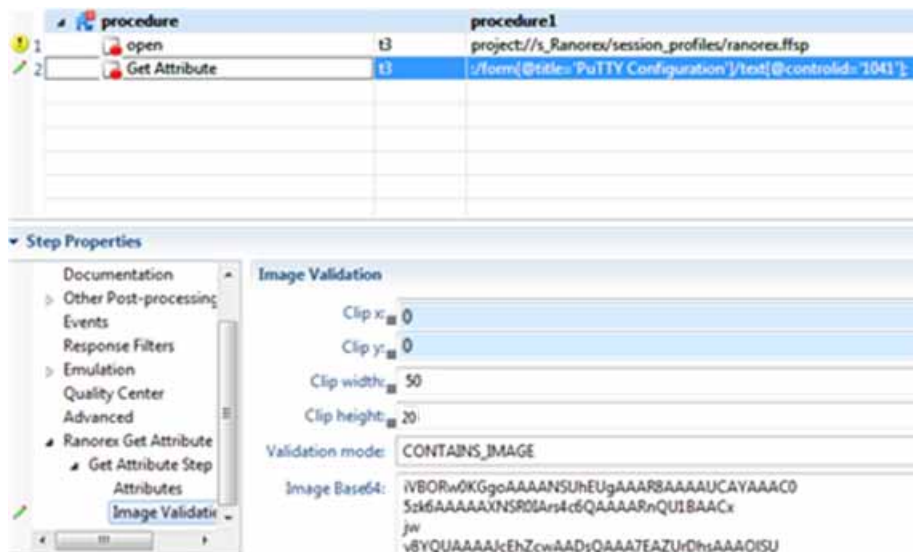 procedure procedure1
1 open t3 project://s_Ranorex/session_profiles/ranorex.ffsp
2 Get Attribute t3 :/form[@title='PuTTY Configuration']/text[@controlid='1041'];
Step Properties
Documentation
Other Post-processing
Events
Response Filters
Emulation
Quality Center
Advanced
Ranorex Get Attribute
Get Attribute Step
Attributes
Image Validatio
Image Validation
Clip x: 0
Clip y: 0
Clip width: 50
Clip height: 20
Validation mode: CONTAINS_IMAGE
Image Base64: iVBORw0KGgoAAAANSUhEUgAAAR8AAAAUCAYAAAC0
5zk6AAAAAXNSR0IArs4c6QAAAARnQU1BAACx
jw
v8YQUAAAAJcEhZcwAADsQAAA7EAZUrDhsAAAOISU